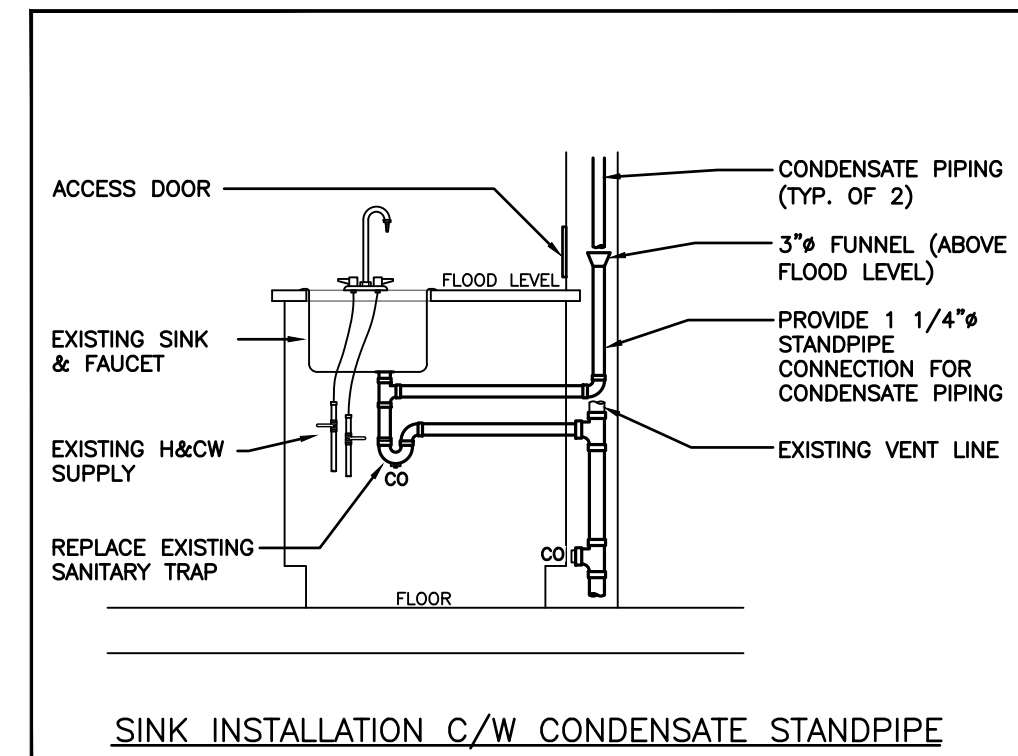 ACCESS DOOR
EXISTING SINK
& FAUCET
EXISTING H&CW
SUPPLY
REPLACE EXISTING
SANITARY TRAP
FLOOD LEVEL
CO
CO
FLOOR
CONDENSATE PIPING
(TYP. OF 2)
3"ø FUNNEL (ABOVE
FLOOD LEVEL)
PROVIDE 1 1/4"ø
STANDPIPE
CONNECTION FOR
CONDENSATE PIPING
EXISTING VENT LINE
SINK INSTALLATION C/W CONDENSATE STANDPIPE